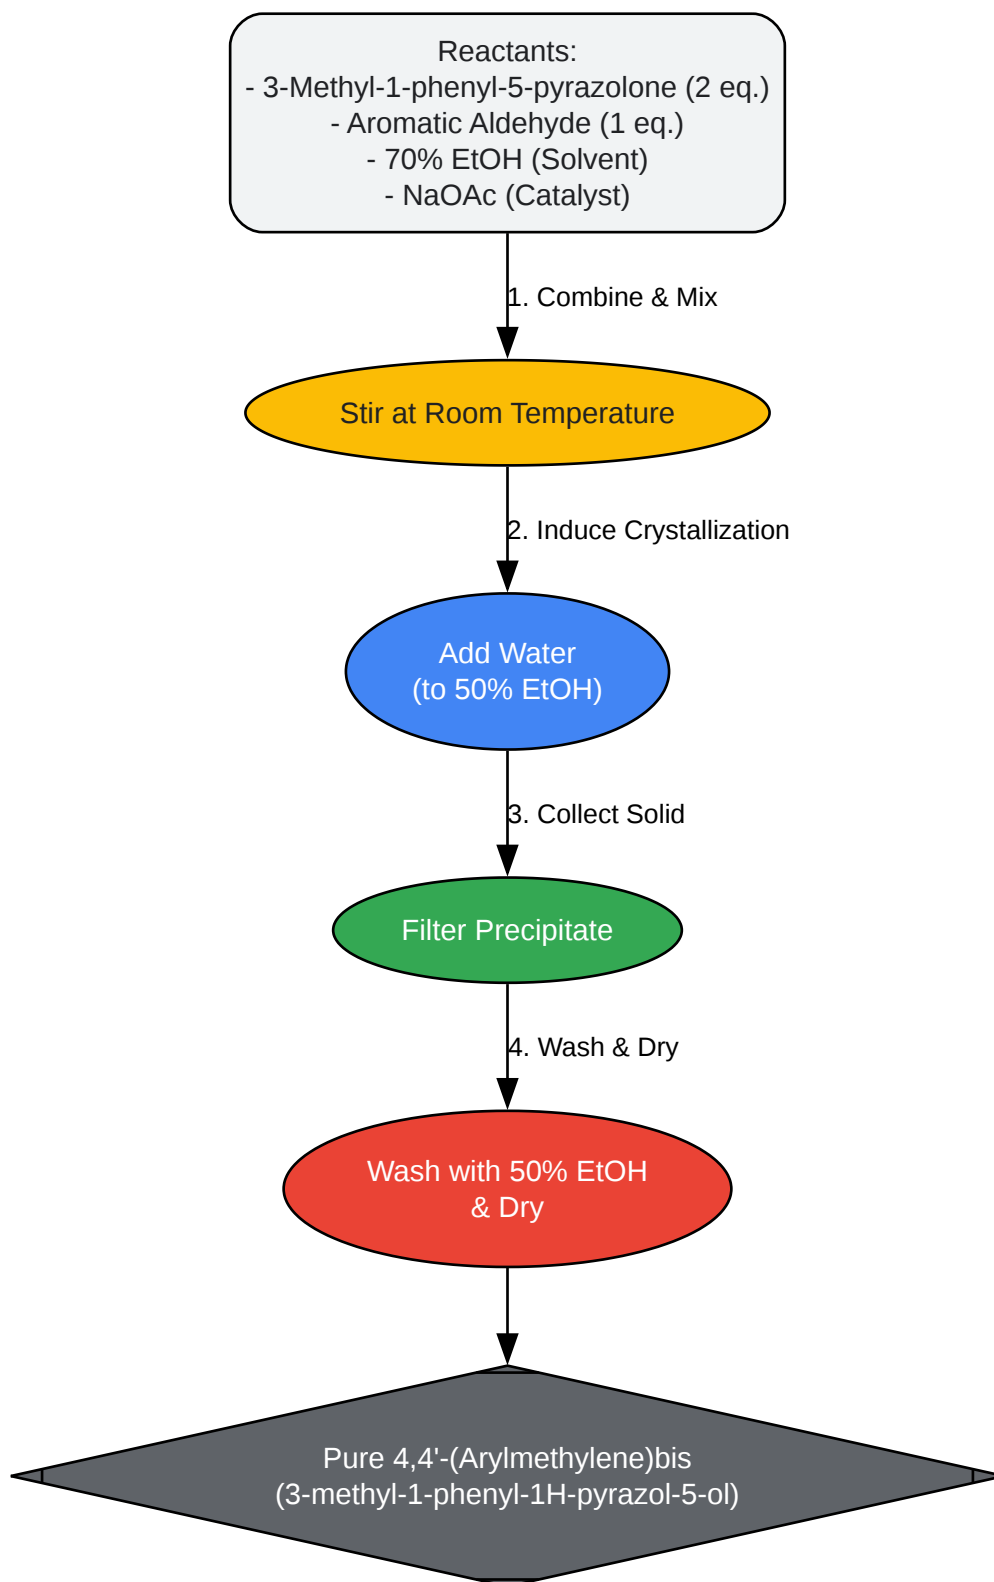 Reactants:
- 3-Methyl-1-phenyl-5-pyrazolone (2 eq.)
- Aromatic Aldehyde (1 eq.)
- 70% EtOH (Solvent)
- NaOAc (Catalyst)
1. Combine & Mix
Stir at Room Temperature
2. Induce Crystallization
Add Water
(to 50% EtOH)
3. Collect Solid
Filter Precipitate
4. Wash & Dry
Wash with 50% EtOH
& Dry
Pure 4,4'-(Arylmethylene)bis
(3-methyl-1-phenyl-1H-pyrazol-5-ol)